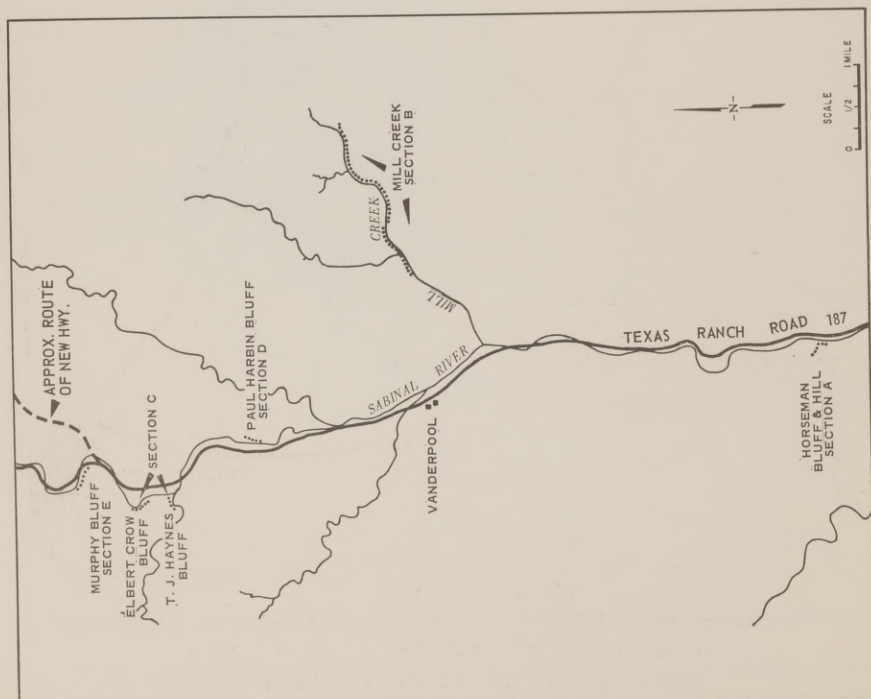 APPROX. ROUTE
OF NEW HWY.
MURPHY BLUFF
SECTION E
ELBERT CROW
BLUFF
SECTION C
T. J. HAYNES
BLUFF
PAUL HARBIN BLUFF
SECTION D
MILL CREEK
SECTION B
MILL CREEK
SABINAL RIVER
VANDERPOOL
TEXAS RANCH ROAD 187
HORSEMAN
BLUFF & HILL
SECTION A
N
SCALE
0 1/2 1 MILE